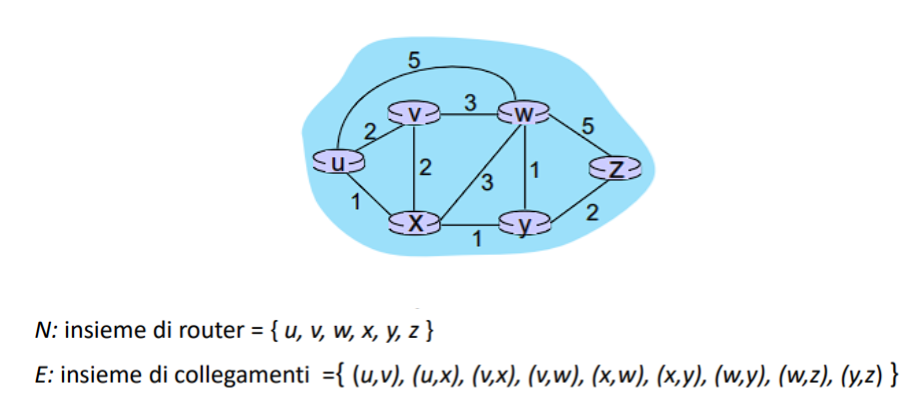 5
v 3 w
2 5
u 2 1 z
1 3
x 1 y 2
N: insieme di router = { u, v, w, x, y, z }
E: insieme di collegamenti ={ (u,v), (u,x), (v,x), (v,w), (x,w), (x,y), (w,y), (w,z), (y,z) }